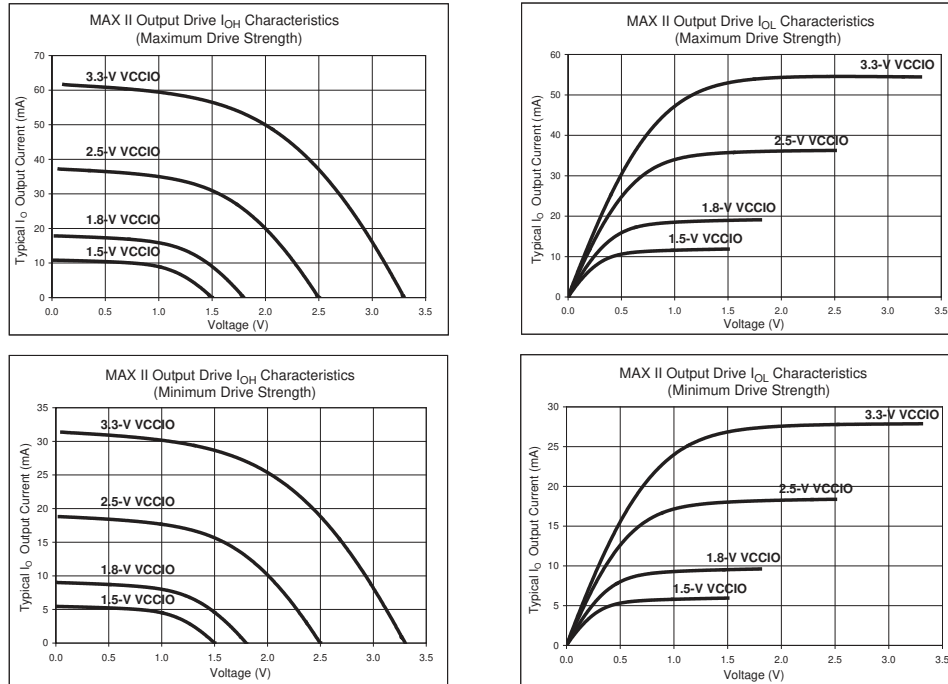 MAX II Output Drive IOH Characteristics
(Maximum Drive Strength)
70
60
50
40
30
20
10
0
Typical IO Output Current (mA)
3.3-V VCCIO
2.5-V VCCIO
1.8-V VCCIO
1.5-V VCCIO
0.0 0.5 1.0 1.5 2.0 2.5 3.0 3.5
Voltage (V)
MAX II Output Drive IOL Characteristics
(Maximum Drive Strength)
60
50
40
30
20
10
0
Typical IO Output Current (mA)
3.3-V VCCIO
2.5-V VCCIO
1.8-V VCCIO
1.5-V VCCIO
0.0 0.5 1.0 1.5 2.0 2.5 3.0 3.5
Voltage (V)
MAX II Output Drive IOH Characteristics
(Minimum Drive Strength)
35
30
25
20
15
10
5
0
Typical IO Output Current (mA)
3.3-V VCCIO
2.5-V VCCIO
1.8-V VCCIO
1.5-V VCCIO
0.0 0.5 1.0 1.5 2.0 2.5 3.0 3.5
Voltage (V)
MAX II Output Drive IOL Characteristics
(Minimum Drive Strength)
30
25
20
15
10
5
0
Typical IO Output Current (mA)
3.3-V VCCIO
2.5-V VCCIO
1.8-V VCCIO
1.5-V VCCIO
0.0 0.5 1.0 1.5 2.0 2.5 3.0 3.5
Voltage (V)